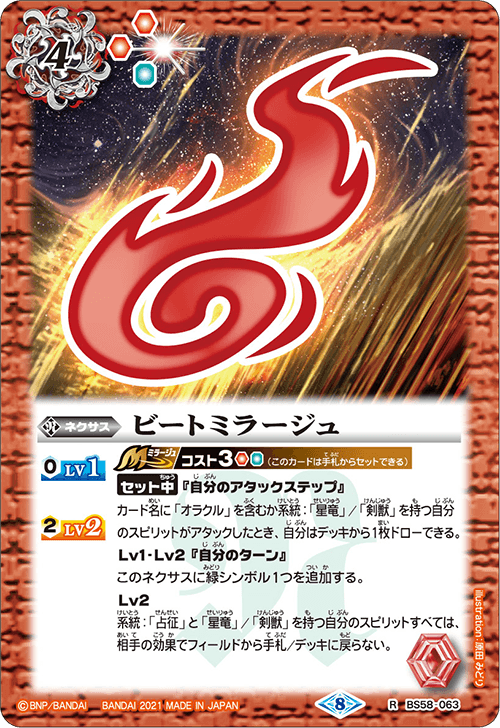 4
ビートミラージュ
ネクサス
0 LV1
ミラージュ コスト3 (このカードは手札からセットできる)
セット中『自分のアタックステップ』
カード名に「オラクル」を含むか系統:「星竜」/「剣獣」を持つ自分
のスピリットがアタックしたとき、自分はデッキから1枚ドローできる。
2 LV2
Lv1・Lv2『自分のターン』
このネクサスに緑シンボル1つを追加する。
Lv2
系統:「占征」と「星竜」/「剣獣」を持つ自分のスピリットすべては、
相手の効果でフィールドから手札/デッキに戻らない。
illustration:徳田みどり
©BNP/BANDAI BANDAI 2021 MADE IN JAPAN
8
R BS58-063